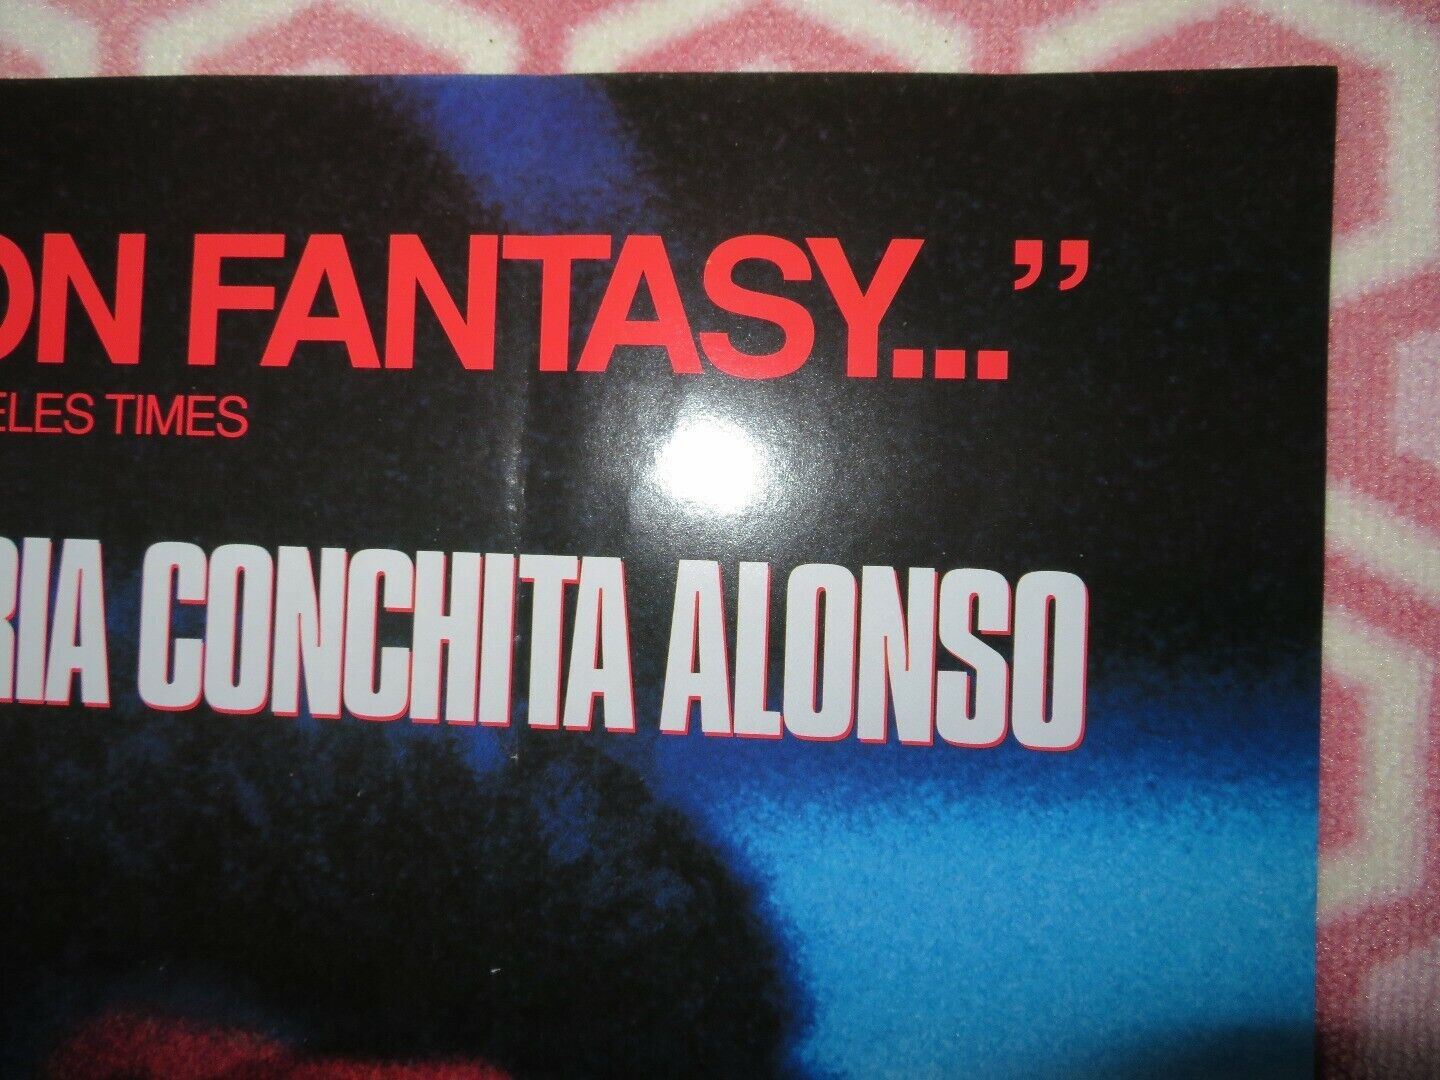 ON FANTASY..."
ELES TIMES
RIA CONCHITA ALONSO